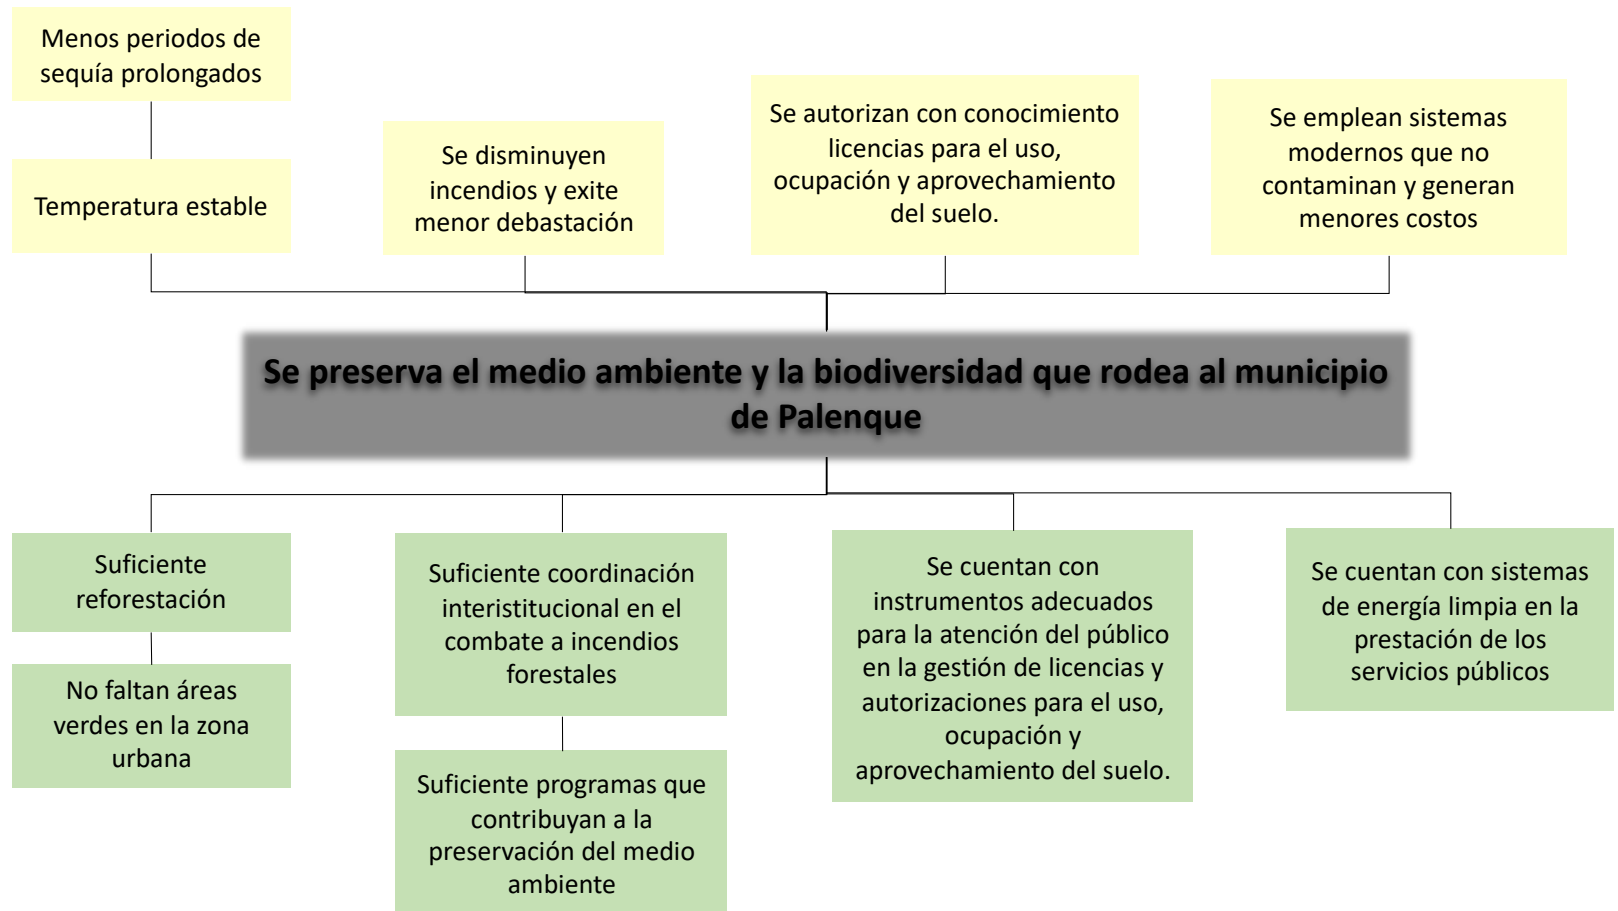 Menos periodos de
sequía prolongados
Temperatura estable
Se disminuyen
incendios y exite
menor debastación
Se autorizan con conocimiento
licencias para el uso,
ocupación y aprovechamiento
del suelo.
Se emplean sistemas
modernos que no
contaminan y generan
menores costos
Se preserva el medio ambiente y la biodiversidad que rodea al municipio
de Palenque
Suficiente
reforestación
No faltan áreas
verdes en la zona
urbana
Suficiente coordinación
interistitucional en el
combate a incendios
forestales
Suficiente programas que
contribuyan a la
preservación del medio
ambiente
Se cuentan con
instrumentos adecuados
para la atención del público
en la gestión de licencias y
autorizaciones para el uso,
ocupación y
aprovechamiento del suelo.
Se cuentan con sistemas
de energía limpia en la
prestación de los
servicios públicos